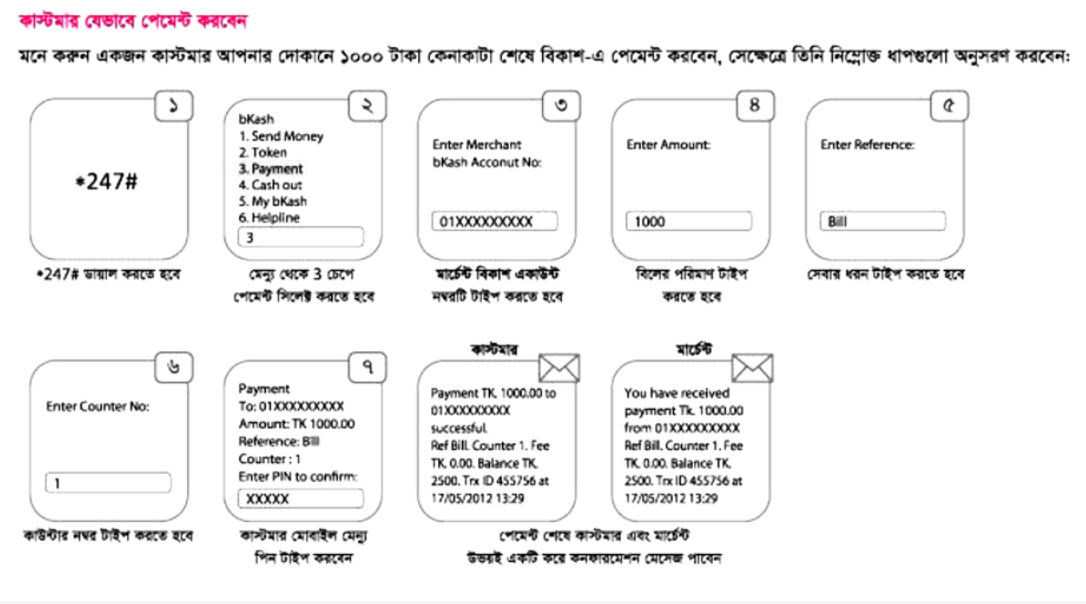 কাস্টমার যেভাবে পেমেন্ট করবেন
মনে করুন একজন কাস্টমার আপনার দোকানে ১০০০ টাকা কেনাকাটা শেষে বিকাশ-এ পেমেন্ট করবেন, সেক্ষেত্রে তিনি নিম্নোক্ত ধাপগুলো অনুসরণ করবেন:
১
*247#
*247# ডায়াল করতে হবে
২
bKash
1. Send Money
2. Token
3. Payment
4. Cash out
5. My bKash
6. Helpline
3
মেন্যু থেকে 3 চেপে
পেমেন্ট সিলেক্ট করতে হবে
৩
Enter Merchant
bKash Acconut No:
01XXXXXXXXX
মার্চেন্ট বিকাশ একাউন্ট
নম্বরটি টাইপ করতে হবে
৪
Enter Amount:
1000
বিলের পরিমাণ টাইপ
করতে হবে
৫
Enter Reference:
Bill
সেবার ধরন টাইপ করতে হবে
৬
Enter Counter No:
1
কাউন্টার নম্বর টাইপ করতে হবে
৭
Payment
To: 01XXXXXXXXX
Amount: TK 1000.00
Reference: Bill
Counter : 1
Enter PIN to confirm:
XXXXX
কাস্টমার মোবাইল মেন্যু
পিন টাইপ করবেন
কাস্টমার
Payment TK. 1000.00 to
01XXXXXXXXX
successful.
Ref Bill. Counter 1. Fee
TK. 0.00. Balance TK.
2500. Trx ID 455756 at
17/05/2012 13:29
মার্চেন্ট
You have received
payment Tk. 1000.00
from 01XXXXXXXXX
Ref Bill. Counter 1. Fee
TK. 0.00. Balance TK.
2500. Trx ID 455756 at
17/05/2012 13:29
পেমেন্ট শেষে কাস্টমার এবং মার্চেন্ট
উভয়ই একটি করে কনফারমেশন মেসেজ পাবেন